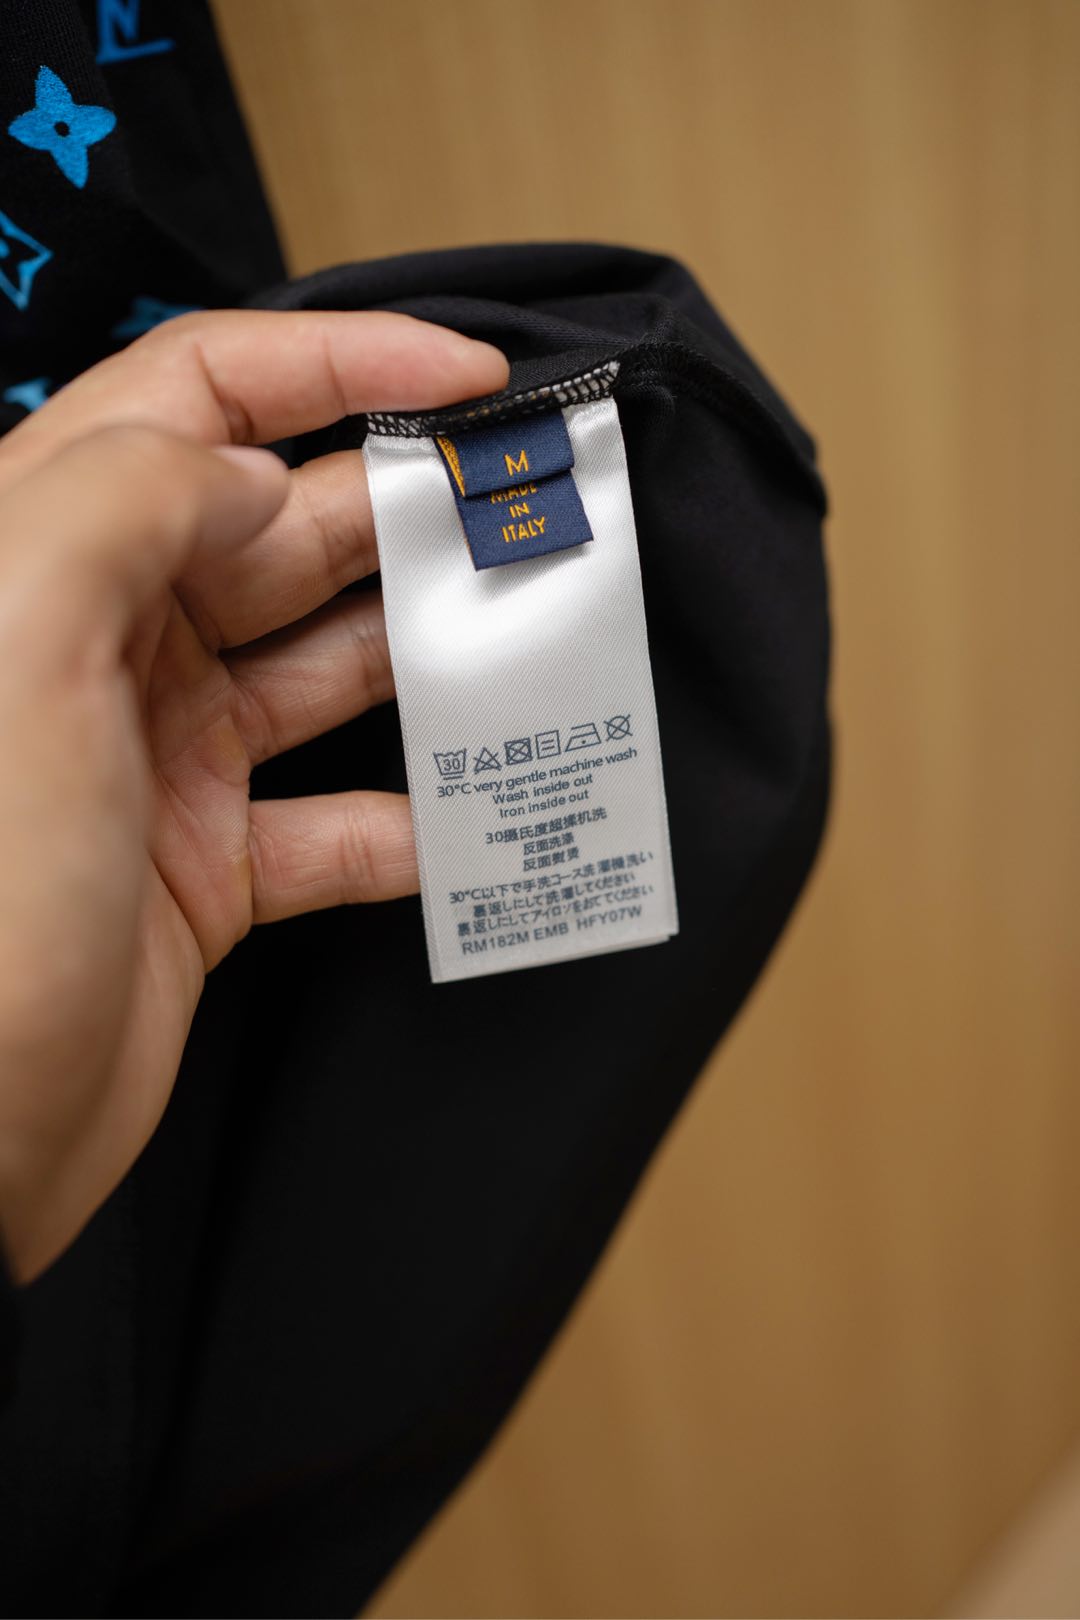 M
MADE
IN
ITALY
30
30°C very gentle machine wash
Wash inside out
Iron inside out
30摄氏度超揉机洗
反面洗涤
反面熨烫
30°C以下で手洗コース洗濯機洗い
裏返しにして洗濯してください
裏返しにしてアイロンをおてください
RM182M EMB HFY07W